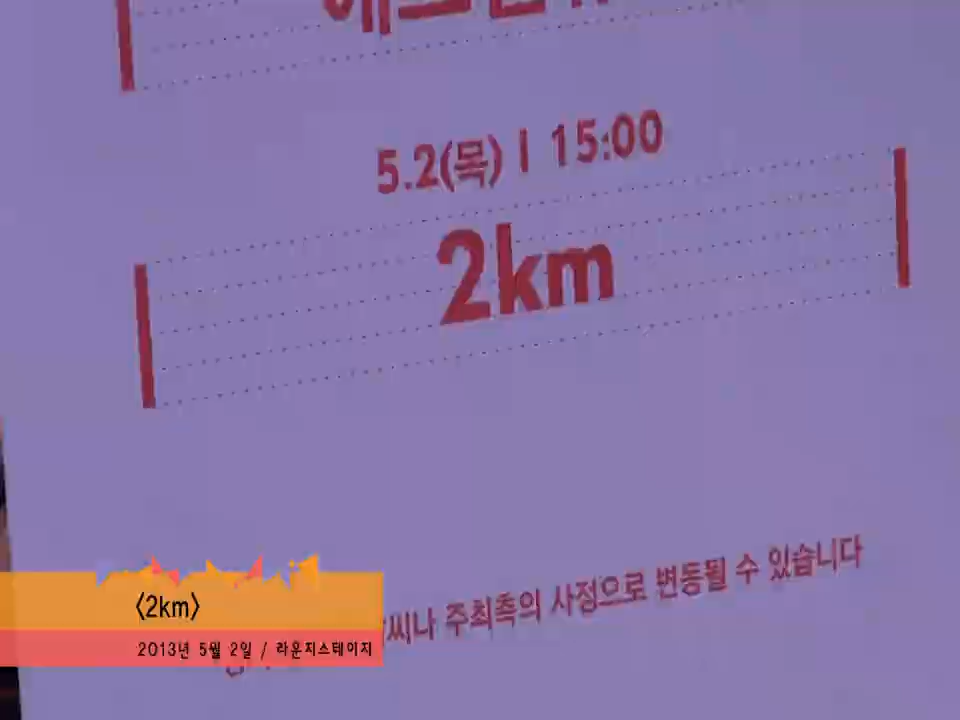 5.2(목) | 15:00
2km
씨나 주최측의 사정으로 변동될 수 있습니다
〈2km〉
2013년 5월 2일 / 라운지스테이지